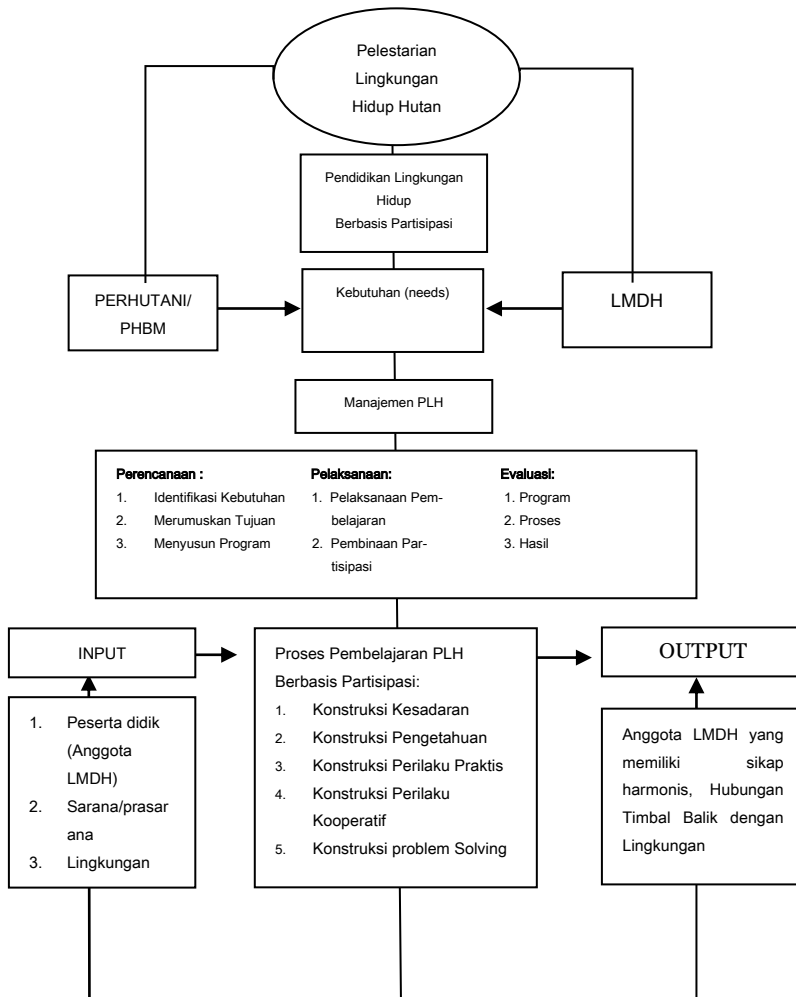 Pelestarian
Lingkungan
Hidup Hutan
Pendidikan Lingkungan
Hidup
Berbasis Partisipasi
PERHUTANI/
PHBM
Kebutuhan (needs)
LMDH
Manajemen PLH
Perencanaan :
1. Identifikasi Kebutuhan
2. Merumuskan Tujuan
3. Menyusun Program
Pelaksanaan:
1. Pelaksanaan Pem-
belajaran
2. Pembinaan Par-
tisipasi
Evaluasi:
1. Program
2. Proses
3. Hasil
INPUT
1. Peserta didik
(Anggota
LMDH)
2. Sarana/prasar
ana
3. Lingkungan
Proses Pembelajaran PLH
Berbasis Partisipasi:
1. Konstruksi Kesadaran
2. Konstruksi Pengetahuan
3. Konstruksi Perilaku Praktis
4. Konstruksi Perilaku
Kooperatif
5. Konstruksi problem Solving
OUTPUT
Anggota LMDH yang
memiliki sikap
harmonis, Hubungan
Timbal Balik dengan
Lingkungan